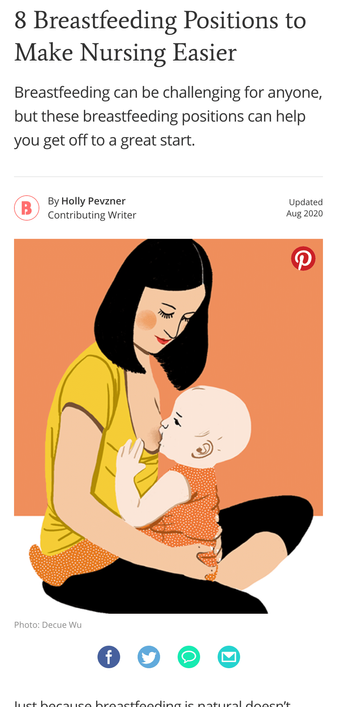 8 Breastfeeding Positions to
Make Nursing Easier
Breastfeeding can be challenging for anyone,
but these breastfeeding positions can help
you get off to a great start.
B
By Holly Pevzner
Contributing Writer
Updated
Aug 2020
Photo: Decue Wu
Just because breastfeeding is natural doesn't